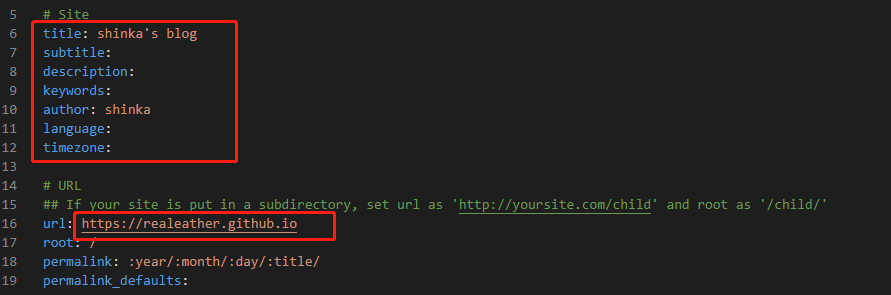 5 # Site
6 title: shinka's blog
7 subtitle:
8 description:
9 keywords:
10 author: shinka
11 language:
12 timezone:
13
14 # URL
15 ## If your site is put in a subdirectory, set url as 'http://yoursite.com/child' and root as '/child/'
16 url: https://realeather.github.io
17 root: /
18 permalink: :year/:month/:day/:title/
19 permalink_defaults: